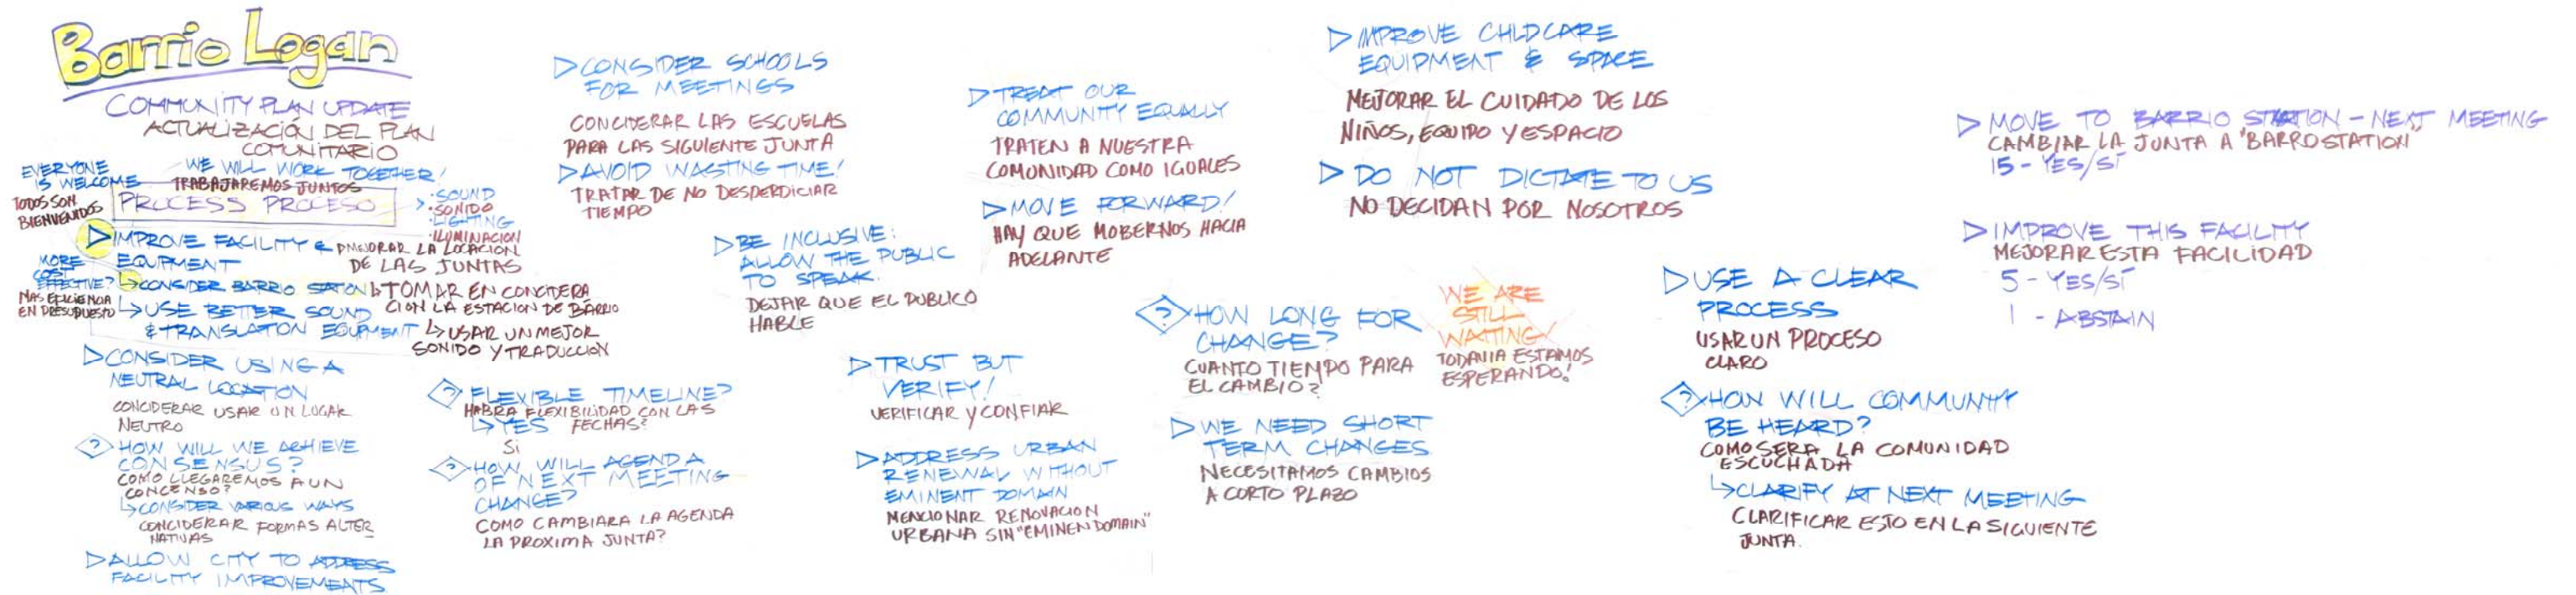 Barrio Logan
COMMUNITY PLAN UPDATE
ACTUALIZACIÓN DEL PLAN
COMUNITARIO
EVERYONE
IS WELCOME
TODOS SON
BIENVENIDOS
WE WILL WORK TOGETHER!
TRABAJAREMOS JUNTOS
PROCESS PROCESO
· SOUND
· SONIDO
· LIGHTING
· ILUMINACION
IMPROVE FACILITY &
EQUIPMENT
MEJORAR LA LOCACION
DE LAS JUNTAS
MORE
COST
EFFECTIVE?
MAS EFICIENCIA
EN PRESUPUESTO
CONSIDER BARRIO STATION
TOMAR EN CONCIDERA
CION LA ESTACION DE BARRIO
USE BETTER SOUND
& TRANSLATION EQUIPMENT
USAR UN MEJOR
SONIDO Y TRADUCCION
CONSIDER USING A
NEUTRAL LOCATION
CONCIDERAR USAR UN LUGAR
NEUTRO
? HOW WILL WE ACHIEVE
CONSENSUS?
COMO LLEGAREMOS A UN
CONCENSO?
CONSIDER VARIOUS WAYS
CONCIDERAR FORMAS ALTER
NATIVAS
ALLOW CITY TO ADDRESS
FACILITY IMPROVEMENTS
CONSIDER SCHOOLS
FOR MEETINGS
CONCIDERAR LAS ESCUELAS
PARA LAS SIGUIENTE JUNTA
AVOID WASTING TIME!
TRATAR DE NO DESPERDICIAR
TIEMPO
BE INCLUSIVE:
ALLOW THE PUBLIC
TO SPEAK.
DEJAR QUE EL PUBLICO
HABLE
? FLEXIBLE TIMELINE?
HABRA FLEXIBILIDAD CON LAS
FECHAS?
YES
SI
? HOW WILL AGENDA
OF NEXT MEETING
CHANGE?
COMO CAMBIARA LA AGENDA
LA PROXIMA JUNTA?
TREAT OUR
COMMUNITY EQUALLY
TRATEN A NUESTRA
COMUNIDAD COMO IGUALES
MOVE FORWARD!
HAY QUE MOBERNOS HACIA
ADELANTE
TRUST BUT
VERIFY!
VERIFICAR Y CONFIAR
ADDRESS URBAN
RENEWAL WITHOUT
EMINENT DOMAIN
MENCIONAR RENOVACION
URBANA SIN "EMINEN DOMAIN"
IMPROVE CHILDCARE
EQUIPMENT & SPACE
MEJORAR EL CUIDADO DE LOS
NIÑOS, EQUIPO Y ESPACIO
DO NOT DICTATE TO US
NO DECIDAN POR NOSOTROS
? HOW LONG FOR
CHANGE?
CUANTO TIEMPO PARA
EL CAMBIO?
WE ARE
STILL
WAITING!
TODAVIA ESTAMOS
ESPERANDO!
WE NEED SHORT
TERM CHANGES
NECESITAMOS CAMBIOS
A CORTO PLAZO
USE A CLEAR
PROCESS
USAR UN PROCESO
CLARO
? HOW WILL COMMUNITY
BE HEARD?
COMO SERA LA COMUNIDAD
ESCUCHADA
CLARIFY AT NEXT MEETING
CLARIFICAR ESTO EN LA SIGUIENTE
JUNTA.
MOVE TO BARRIO STATION - NEXT MEETING
CAMBIAR LA JUNTA A "BARRO STATION"
15 - YES/SÍ
IMPROVE THIS FACILITY
MEJORAR ESTA FACILIDAD
5 - YES/SÍ
1 - ABSTAIN